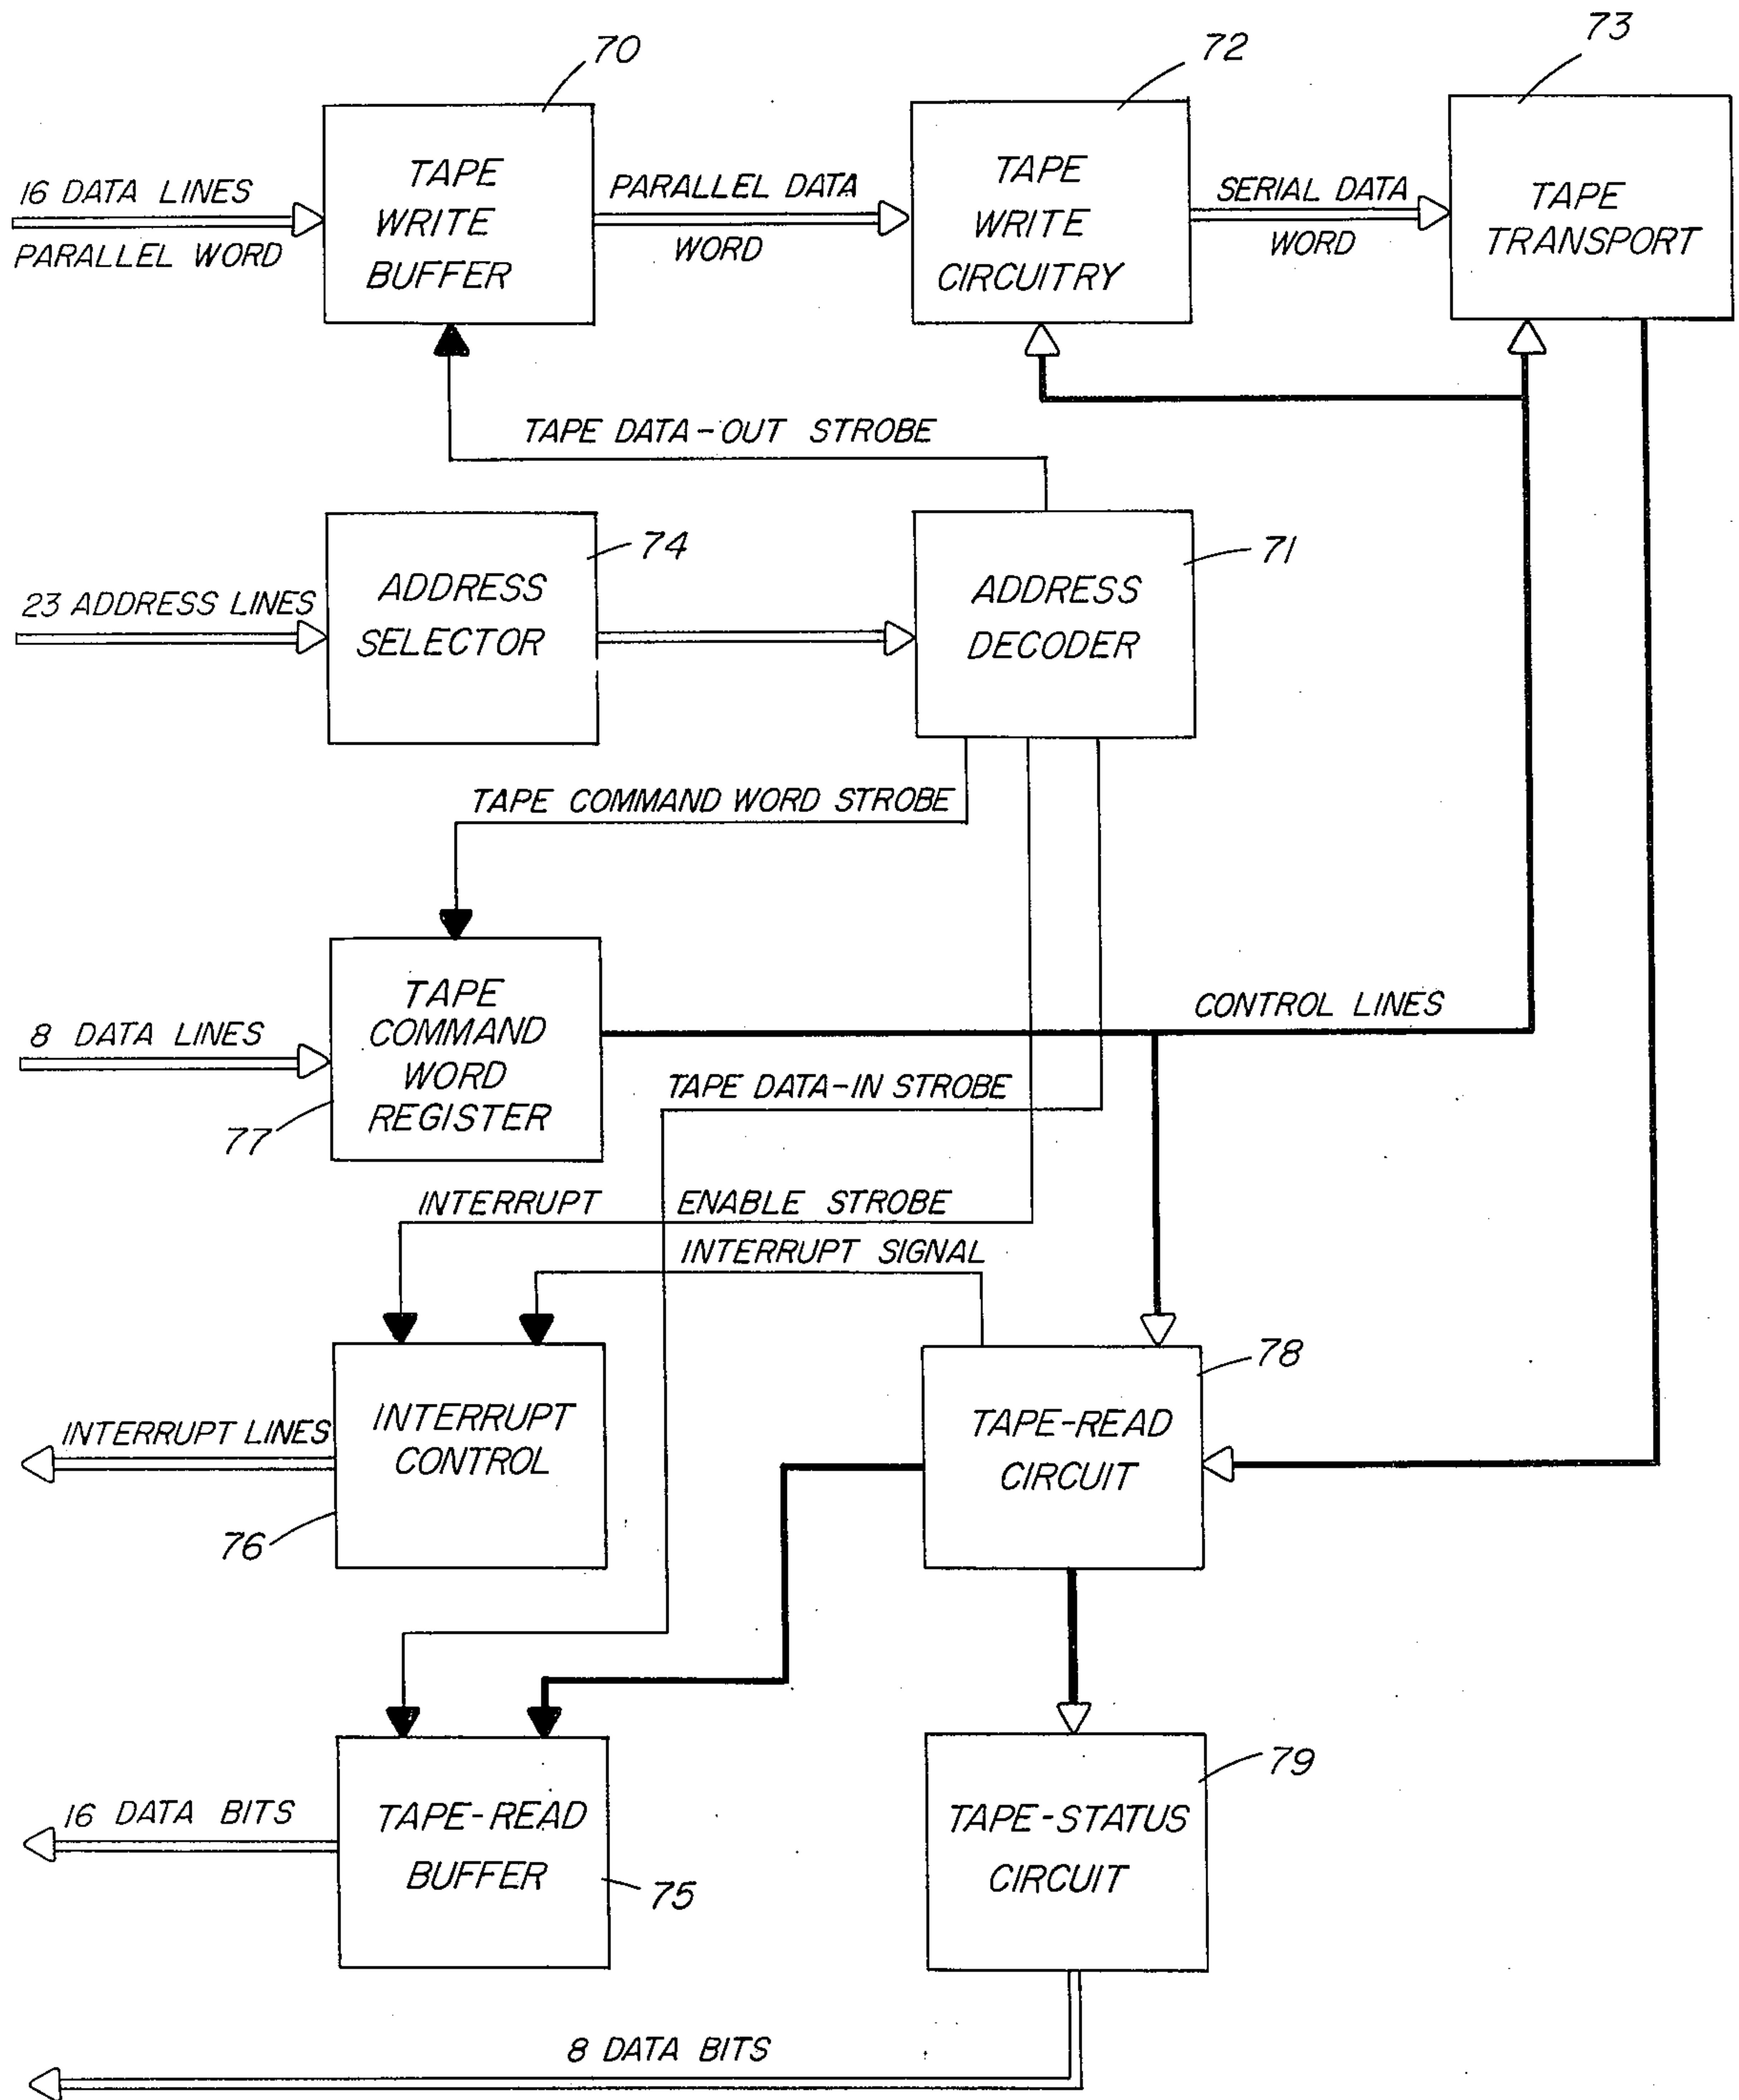 70
72
73
16 DATA LINES
PARALLEL WORD
TAPE
WRITE
BUFFER
PARALLEL DATA
WORD
TAPE
WRITE
CIRCUITRY
SERIAL DATA
WORD
TAPE
TRANSPORT
TAPE DATA-OUT STROBE
74
71
23 ADDRESS LINES
ADDRESS
SELECTOR
ADDRESS
DECODER
TAPE COMMAND WORD STROBE
8 DATA LINES
TAPE
COMMAND
WORD
REGISTER
77
CONTROL LINES
TAPE DATA-IN STROBE
INTERRUPT ENABLE STROBE
INTERRUPT SIGNAL
78
INTERRUPT LINES
INTERRUPT
CONTROL
76
TAPE-READ
CIRCUIT
79
16 DATA BITS
TAPE-READ
BUFFER
75
TAPE-STATUS
CIRCUIT
8 DATA BITS